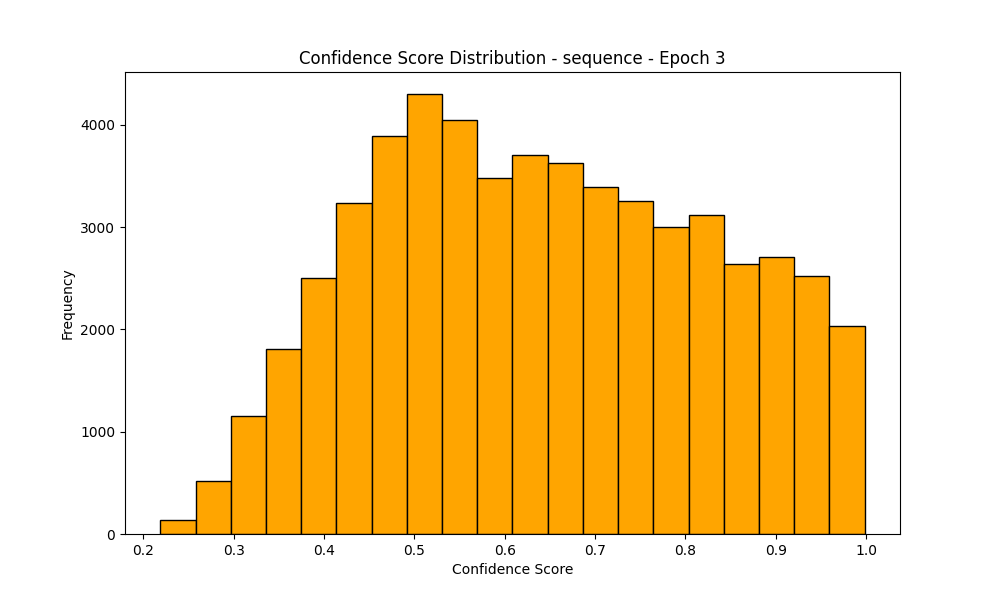 Confidence Score Distribution - sequence - Epoch 3
4000
3000
2000
1000
0
Frequency
0.2 0.3 0.4 0.5 0.6 0.7 0.8 0.9 1.0
Confidence Score